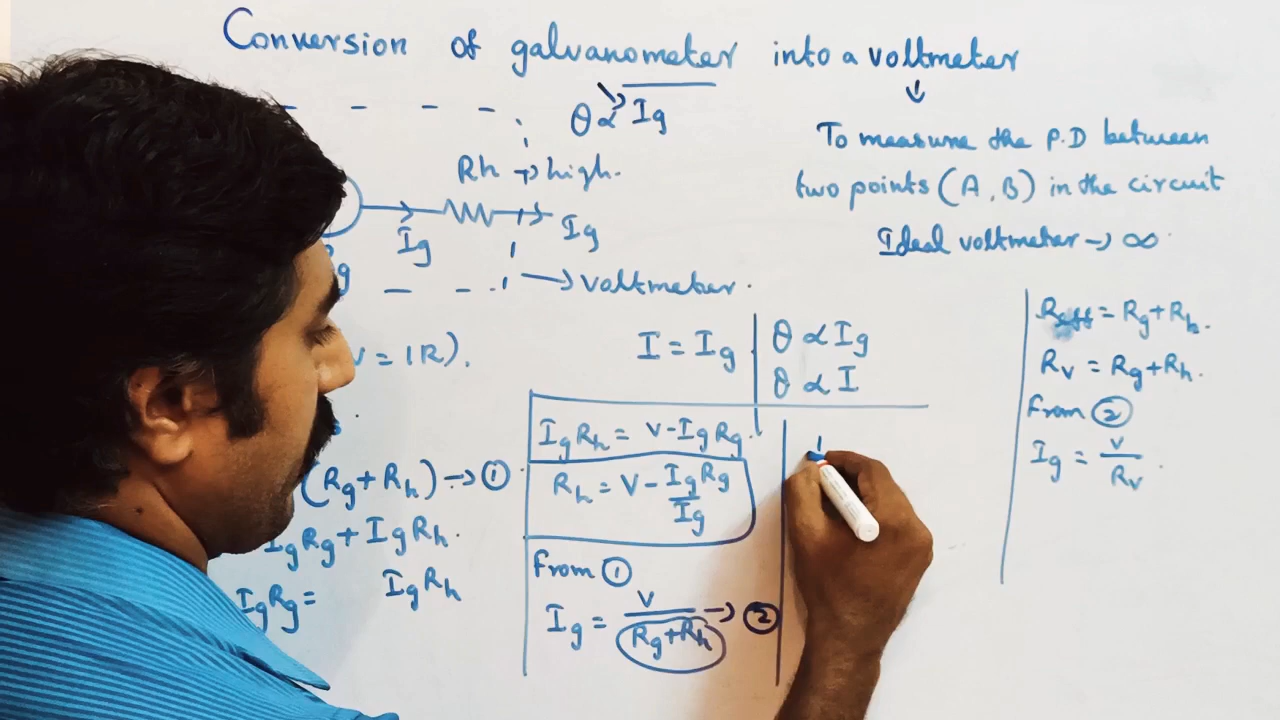 Conversion of galvanometer into a voltmeter
θ ∝ Ig
↓
To measure the P.D between
two points (A, B) in the circuit
Ideal voltmeter → ∞
Rh → high.
Ig
Ig
g
→ voltmeter.
V = IR).
I = Ig
θ ∝ Ig
θ ∝ I
(Rg+Rh) → ①
IgRg + IgRh.
IgRg = IgRh
IgRh = V - IgRg.
Rh = V - IgRg / Ig
From ①
Ig = V / Rg+Rh → ②
Reff = Rg+Rh.
Rv = Rg+Rh.
From ②
Ig = V / Rv.